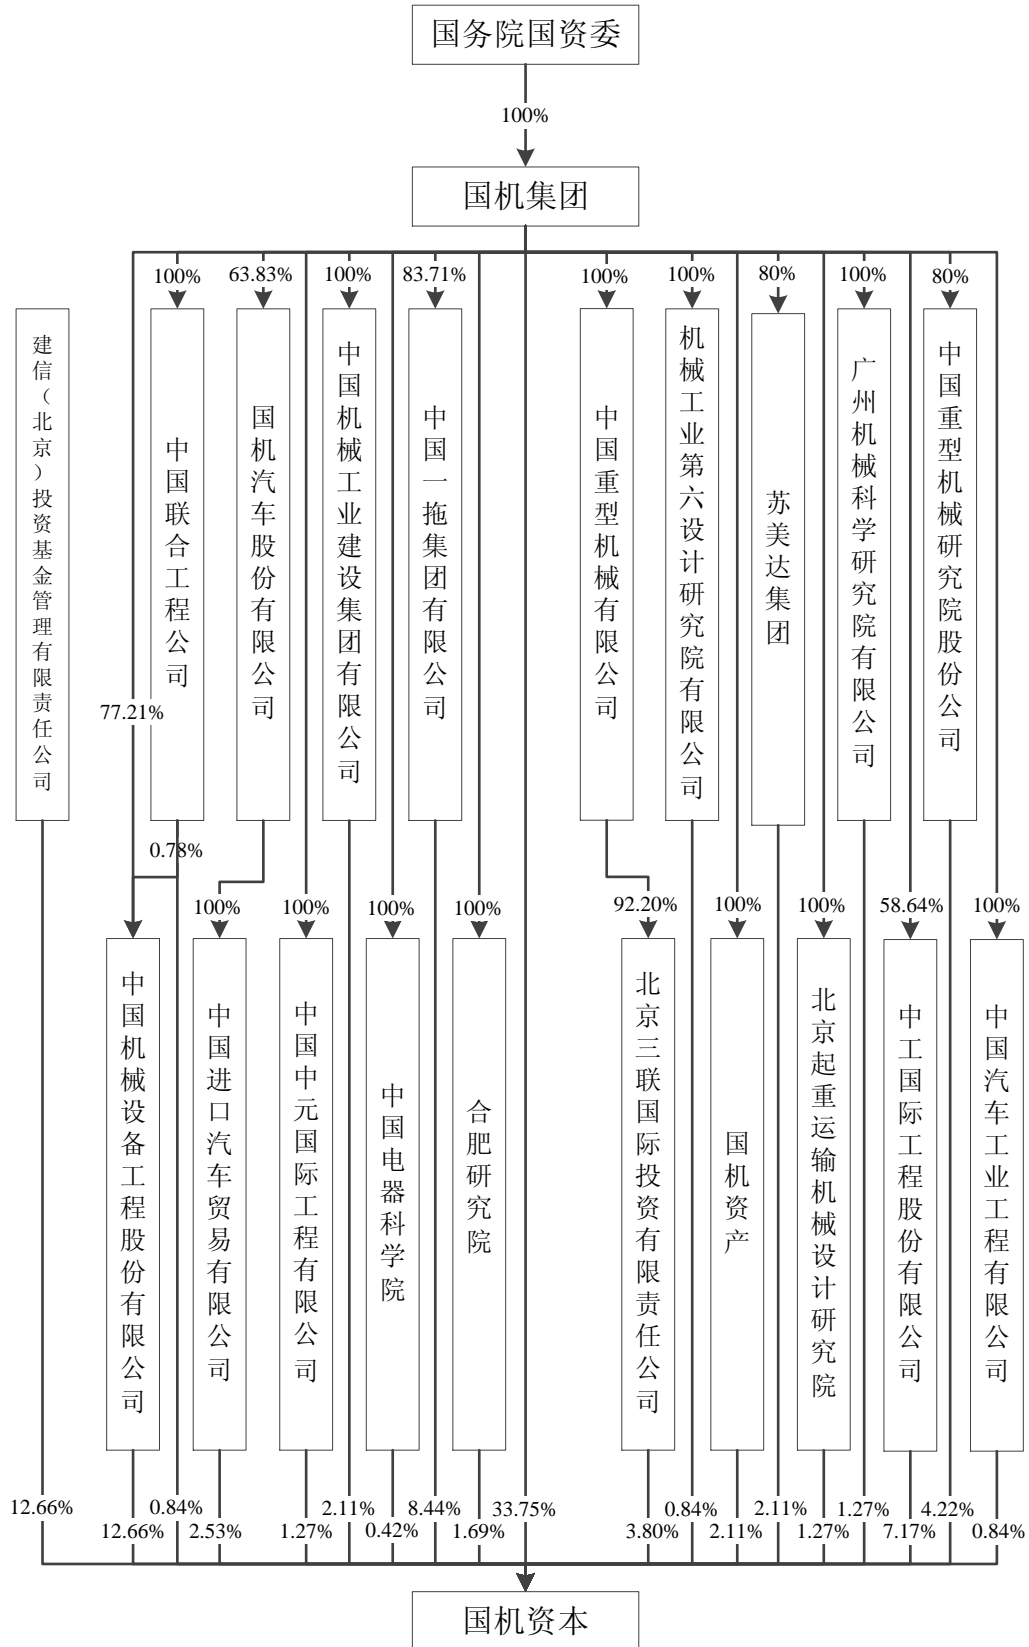 国务院国资委
100%
国机集团
100%
63.83%
100%
83.71%
100%
100%
80%
100%
80%
建信（北京）投资基金管理有限责任公司
中国联合工程公司
国机汽车股份有限公司
中国机械工业建设集团有限公司
中国一拖集团有限公司
中国重型机械有限公司
机械工业第六设计研究院有限公司
苏美达集团
广州机械科学研究院有限公司
中国重型机械研究院股份公司
77.21%
0.78%
100%
100%
100%
100%
92.20%
100%
100%
58.64%
100%
中国机械设备工程股份有限公司
中国进口汽车贸易有限公司
中国中元国际工程有限公司
中国电器科学院
合肥研究院
北京三联国际投资有限责任公司
国机资产
北京起重运输机械设计研究院
中工国际工程股份有限公司
中国汽车工业工程有限公司
12.66%
0.84%
2.11%
8.44%
33.75%
0.84%
2.11%
1.27%
4.22%
12.66%
2.53%
1.27%
0.42%
1.69%
3.80%
2.11%
1.27%
7.17%
0.84%
国机资本